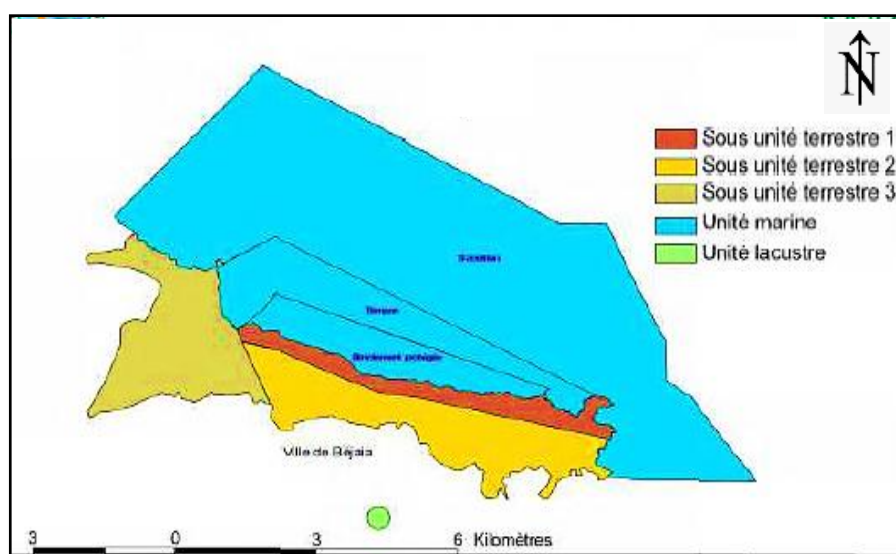 N
Sous unité terrestre 1
Sous unité terrestre 2
Sous unité terrestre 3
Unité marine
Unité lacustre
Ville de Béjaia
3 0 3 6 Kilomètres